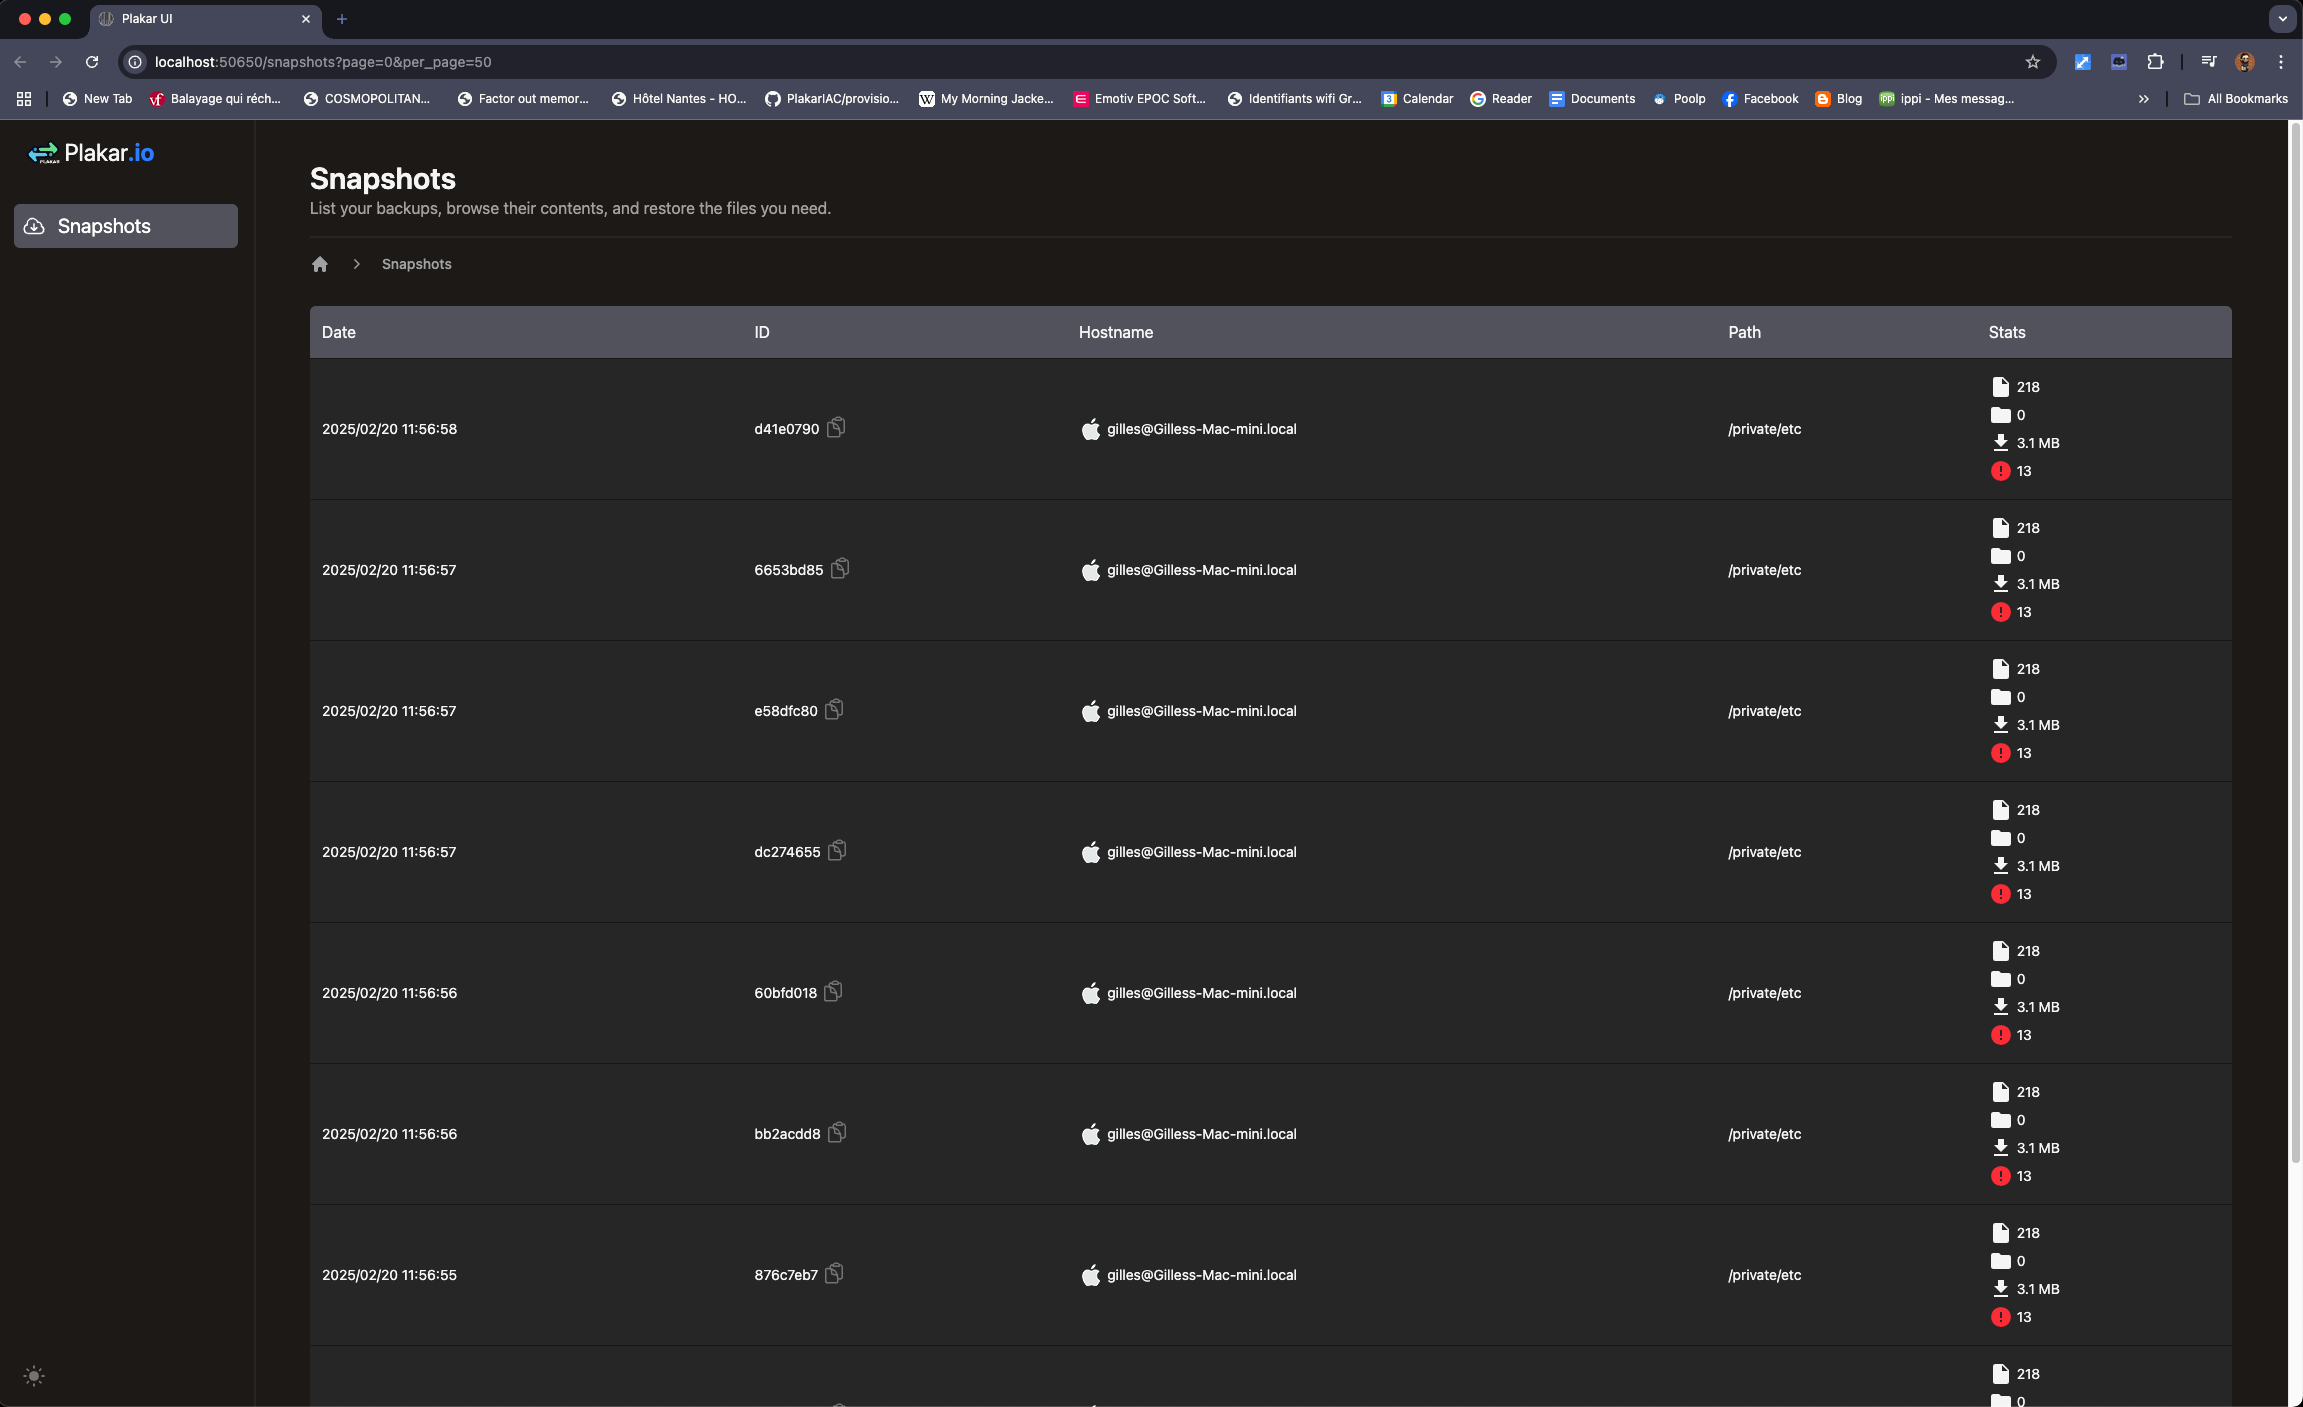 Plakar UI
localhost:50650/snapshots?page=0&per_page=50
New Tab
Balayage qui réch...
COSMOPOLITAN...
Factor out memor...
Hôtel Nantes - HO...
PlakarIAC/provisio...
My Morning Jacke...
Emotiv EPOC Soft...
Identifiants wifi Gr...
Calendar
Reader
Documents
Poolp
Facebook
Blog
ippi - Mes messag...
All Bookmarks
Plakar.io
Snapshots
Snapshots
List your backups, browse their contents, and restore the files you need.
Snapshots
Date ID Hostname Path Stats
2025/02/20 11:56:58 d41e0790 gilles@Gilless-Mac-mini.local /private/etc
218
0
3.1 MB
13
2025/02/20 11:56:57 6653bd85 gilles@Gilless-Mac-mini.local /private/etc
218
0
3.1 MB
13
2025/02/20 11:56:57 e58dfc80 gilles@Gilless-Mac-mini.local /private/etc
218
0
3.1 MB
13
2025/02/20 11:56:57 dc274655 gilles@Gilless-Mac-mini.local /private/etc
218
0
3.1 MB
13
2025/02/20 11:56:56 60bfd018 gilles@Gilless-Mac-mini.local /private/etc
218
0
3.1 MB
13
2025/02/20 11:56:56 bb2acdd8 gilles@Gilless-Mac-mini.local /private/etc
218
0
3.1 MB
13
2025/02/20 11:56:55 876c7eb7 gilles@Gilless-Mac-mini.local /private/etc
218
0
3.1 MB
13
218
0